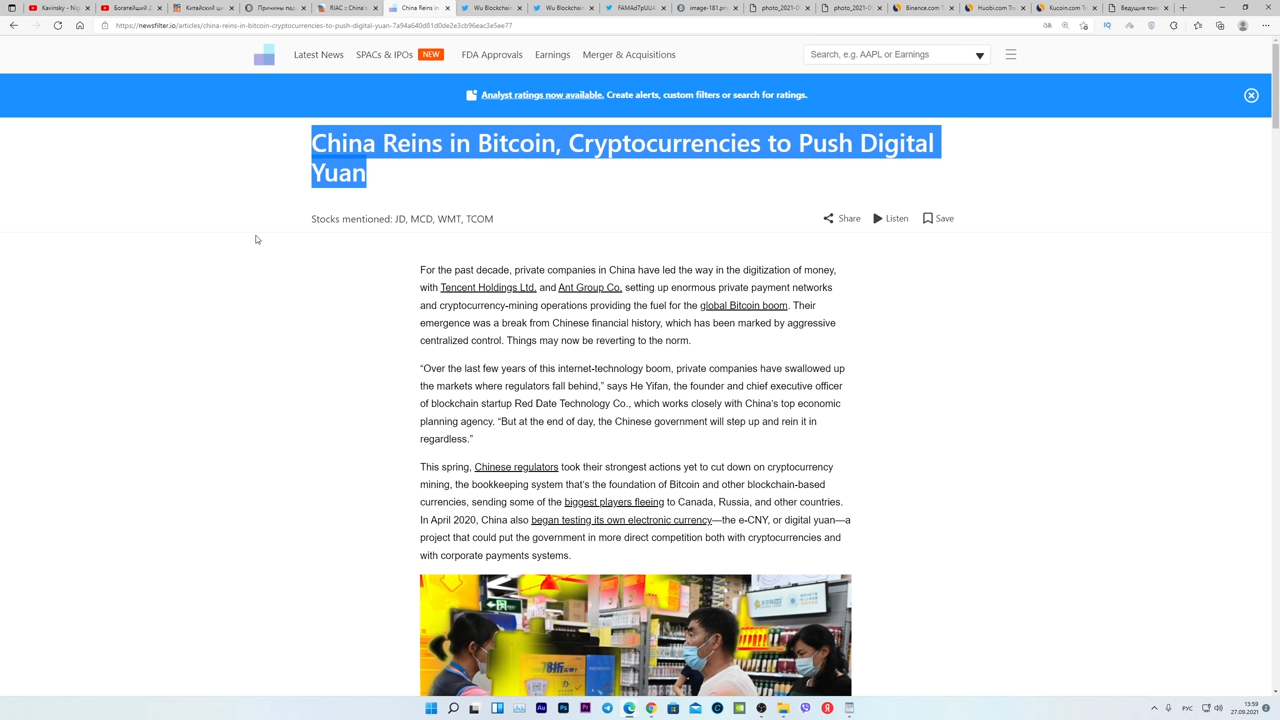 Kavinsky - Nig
Богатейший Д
Китайский ци
Причины пад
RIAC :: China's
China Reins in
Wu Blockchain
Wu Blockchain
FAMAd7pUUA
image-181.pn
photo_2021-0
photo_2021-0
Binance.com T
Huobi.com Tr
Kucoin.com Tr
Ведущие токе
https://newsfilter.io/articles/china-reins-in-bitcoin-cryptocurrencies-to-push-digital-yuan-7a94a640d81d0de2e3cb96eac3e5ee77
Latest News SPACs & IPOs NEW FDA Approvals Earnings Merger & Acquisitions Search, e.g. AAPL or Earnings
Analyst ratings now available. Create alerts, custom filters or search for ratings.
China Reins in Bitcoin, Cryptocurrencies to Push Digital
Yuan
Stocks mentioned: JD, MCD, WMT, TCOM Share Listen Save
For the past decade, private companies in China have led the way in the digitization of money,
with Tencent Holdings Ltd. and Ant Group Co. setting up enormous private payment networks
and cryptocurrency-mining operations providing the fuel for the global Bitcoin boom. Their
emergence was a break from Chinese financial history, which has been marked by aggressive
centralized control. Things may now be reverting to the norm.
“Over the last few years of this internet-technology boom, private companies have swallowed up
the markets where regulators fall behind,” says He Yifan, the founder and chief executive officer
of blockchain startup Red Date Technology Co., which works closely with China’s top economic
planning agency. “But at the end of day, the Chinese government will step up and rein it in
regardless.”
This spring, Chinese regulators took their strongest actions yet to cut down on cryptocurrency
mining, the bookkeeping system that’s the foundation of Bitcoin and other blockchain-based
currencies, sending some of the biggest players fleeing to Canada, Russia, and other countries.
In April 2020, China also began testing its own electronic currency—the e-CNY, or digital yuan—a
project that could put the government in more direct competition both with cryptocurrencies and
with corporate payments systems.
РУС
13:59
27.09.2021